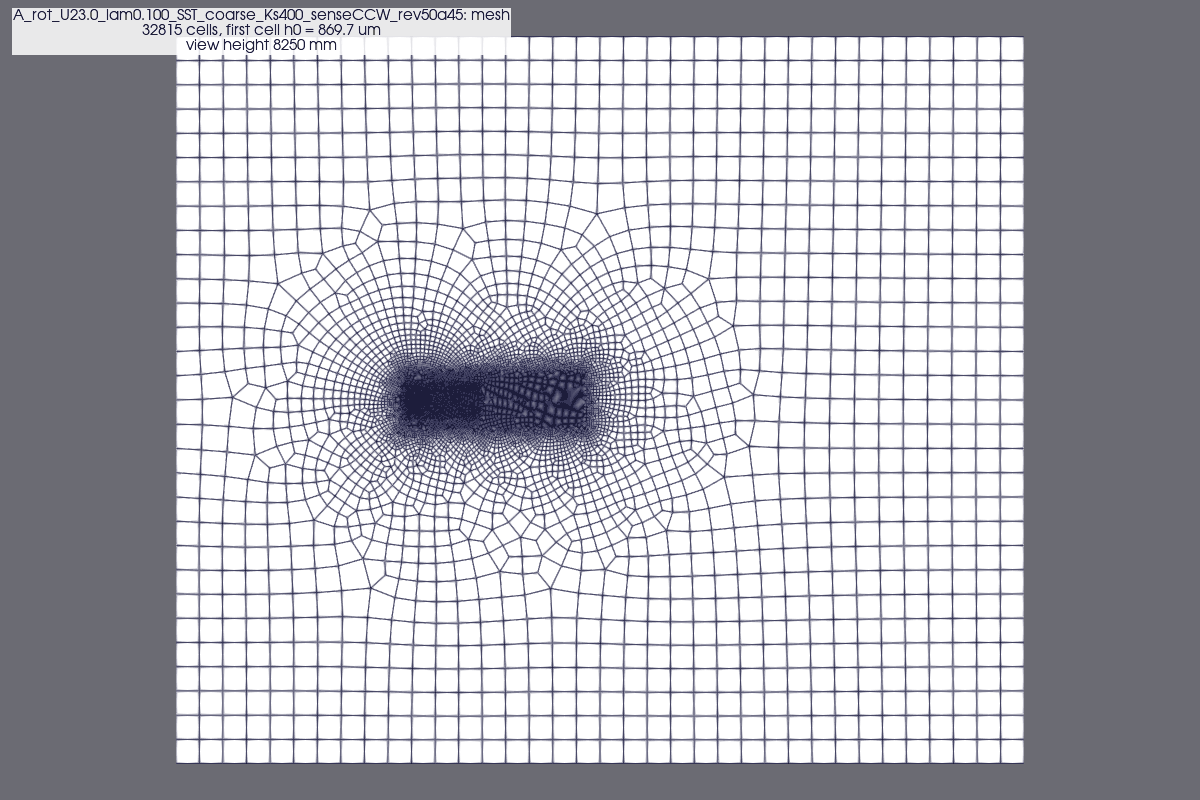 A_rot_U23.0_lam0.100_SST_coarse_Ks400_senseCCW_rev50a45: mesh
32815 cells, first cell h0 = 869.7 um
view height 8250 mm